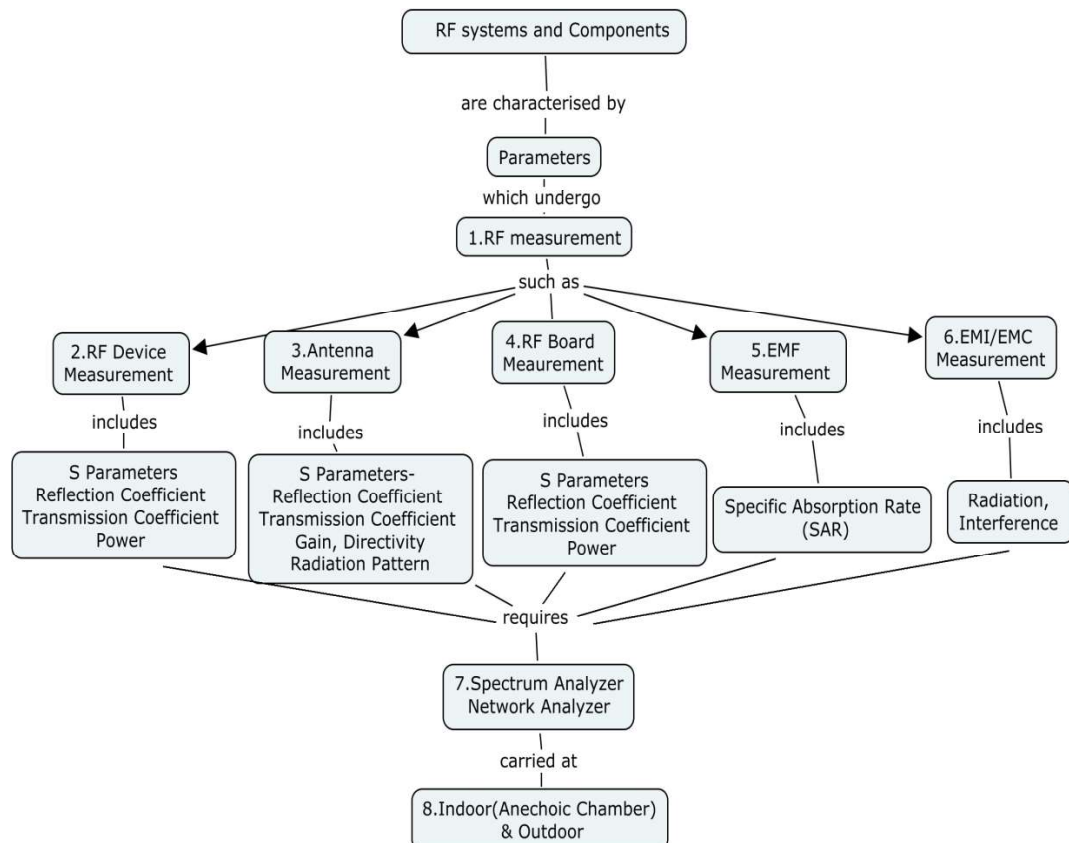 RF systems and Components
are characterised by
Parameters
which undergo
1.RF measurement
such as
2.RF Device
Measurement
3.Antenna
Measurement
4.RF Board
Meaurement
5.EMF
Measurement
6.EMI/EMC
Measurement
includes
includes
includes
includes
includes
S Parameters
Reflection Coefficient
Transmission Coefficient
Power
S Parameters-
Reflection Coefficient
Transmission Coefficient
Gain, Directivity
Radiation Pattern
S Parameters
Reflection Coefficient
Transmission Coefficient
Power
Specific Absorption Rate
(SAR)
Radiation,
Interference
requires
7.Spectrum Analyzer
Network Analyzer
carried at
8.Indoor(Anechoic Chamber)
& Outdoor